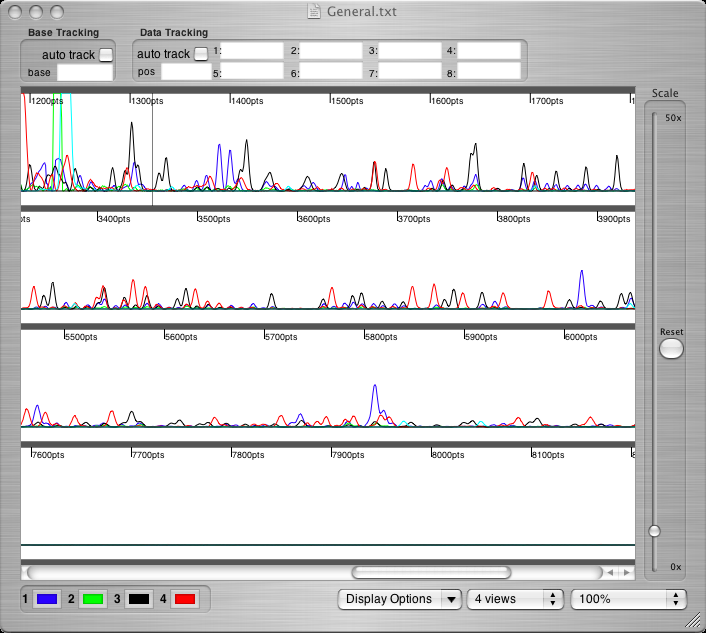 General.txt
Base Tracking
auto track
base
Data Tracking
auto track 1: 2: 3: 4:
pos 5: 6: 7: 8:
Scale
50x
1200pts 1300pts 1400pts 1500pts 1600pts 1700pts
3400pts 3500pts 3600pts 3700pts 3800pts 3900pts
Reset
5500pts 5600pts 5700pts 5800pts 5900pts 6000pts
7600pts 7700pts 7800pts 7900pts 8000pts 8100pts
0x
1 2 3 4
Display Options 4 views 100%